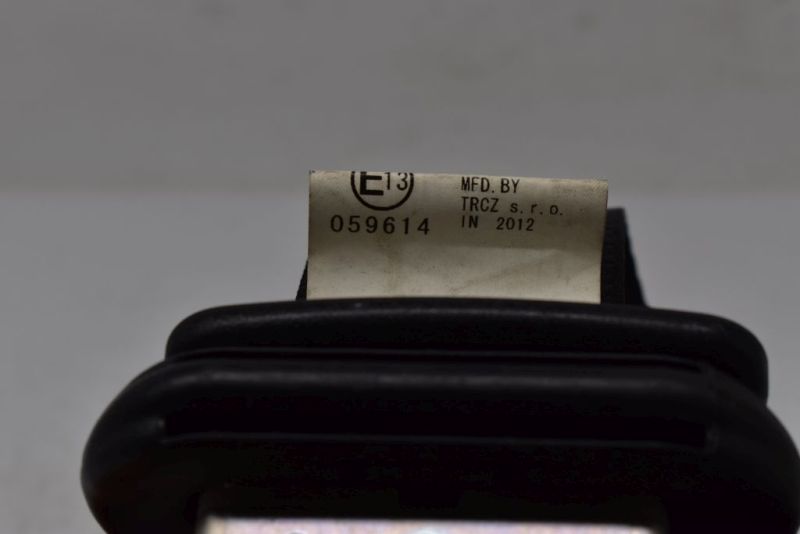 E13
059614
MFD. BY
TRCZ s. r. o.
IN 2012